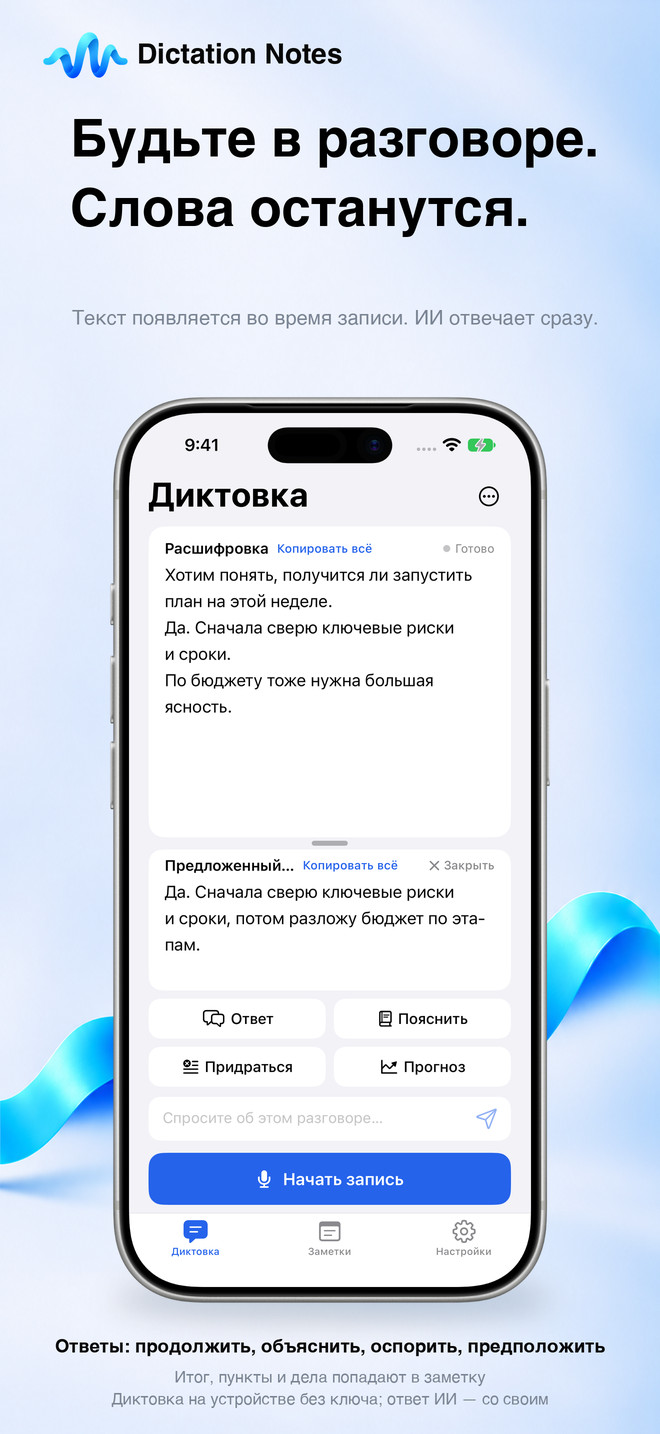 Dictation Notes
Будьте в разговоре.
Слова останутся.
Текст появляется во время записи. ИИ отвечает сразу.
9:41
Диктовка
Расшифровка Копировать всё Готово
Хотим понять, получится ли запустить
план на этой неделе.
Да. Сначала сверю ключевые риски
и сроки.
По бюджету тоже нужна большая
ясность.
Предложенный... Копировать всё Закрыть
Да. Сначала сверю ключевые риски
и сроки, потом разложу бюджет по эта-
пам.
Ответ Пояснить
Придраться Прогноз
Спросите об этом разговоре...
Начать запись
Диктовка Заметки Настройки
Ответы: продолжить, объяснить, оспорить, предположить
Итог, пункты и дела попадают в заметку
Диктовка на устройстве без ключа; ответ ИИ — со своим